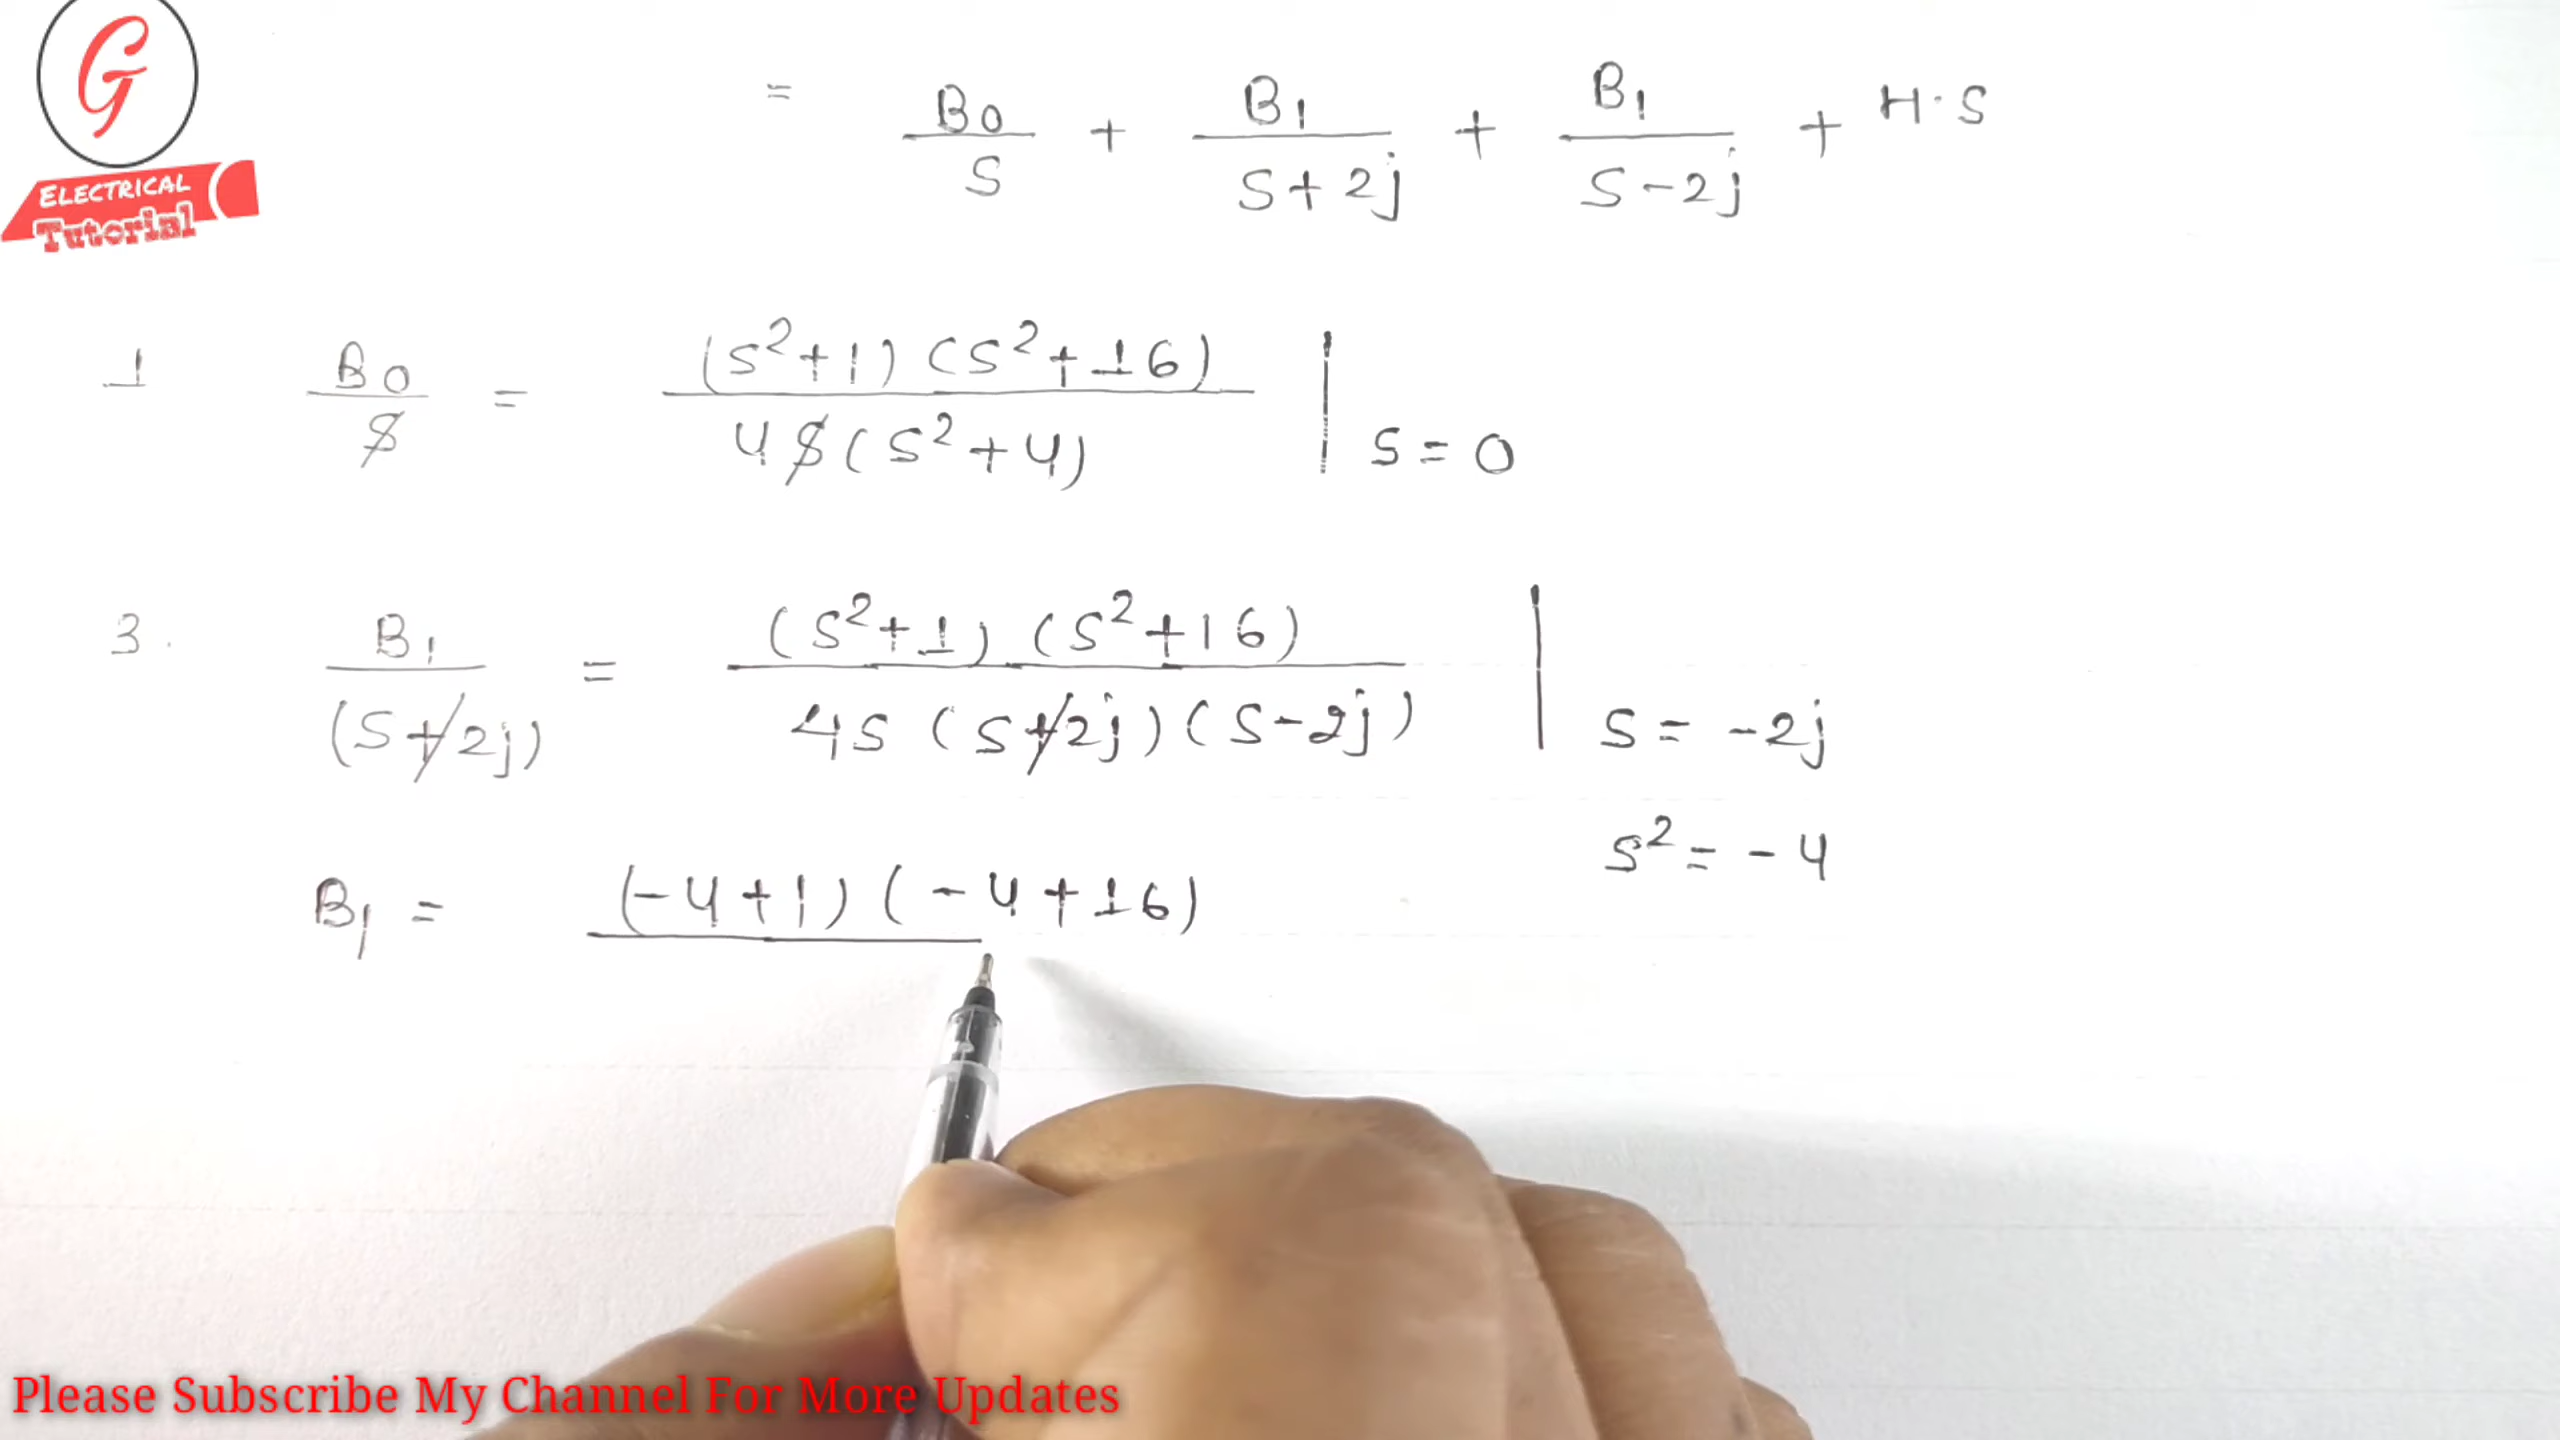 G
ELECTRICAL
Tutorial
= B0/S + B1/S+2j + B1/S-2j + H·S
1 B0/S = (S²+1) (S²+16) / 4S(S²+4) | S=0
3. B1/(S+2j) = (S²+1) (S²+16) / 4S (S+2j) (S-2j) | S = -2j
S² = -4
B1 = (-4+1) (-4+16)
Please Subscribe My Channel For More Updates